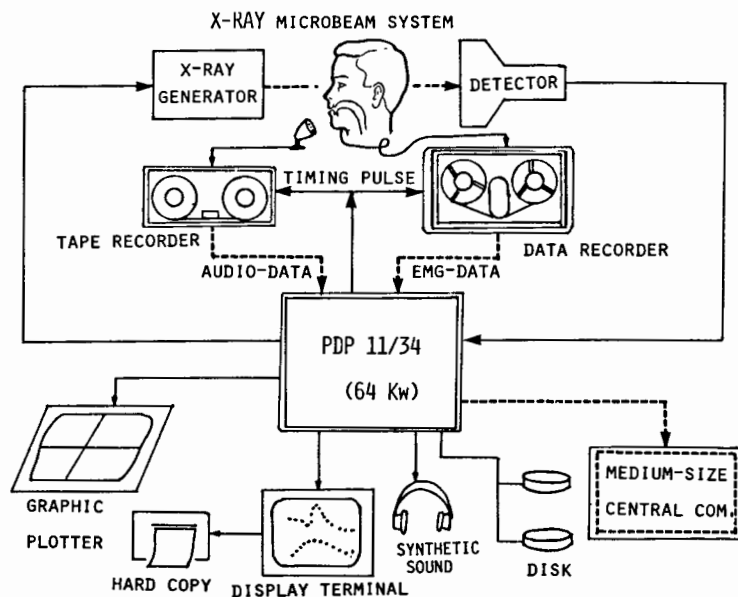 X-RAY MICROBEAM SYSTEM
X-RAY
GENERATOR
DETECTOR
TIMING PULSE
TAPE RECORDER
DATA RECORDER
AUDIO-DATA
EMG-DATA
PDP 11/34
(64 Kw)
GRAPHIC
PLOTTER
HARD COPY
DISPLAY TERMINAL
SYNTHETIC
SOUND
DISK
MEDIUM-SIZE
CENTRAL COM.